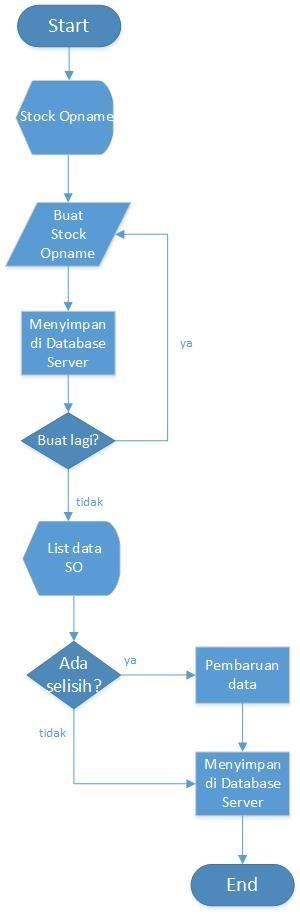 Start
Stock Opname
Buat
Stock
Opname
Menyimpan
di Database
Server
ya
Buat lagi?
tidak
List data
SO
Ada
selisih?
ya
Pembaruan
data
tidak
Menyimpan
di Database
Server
End